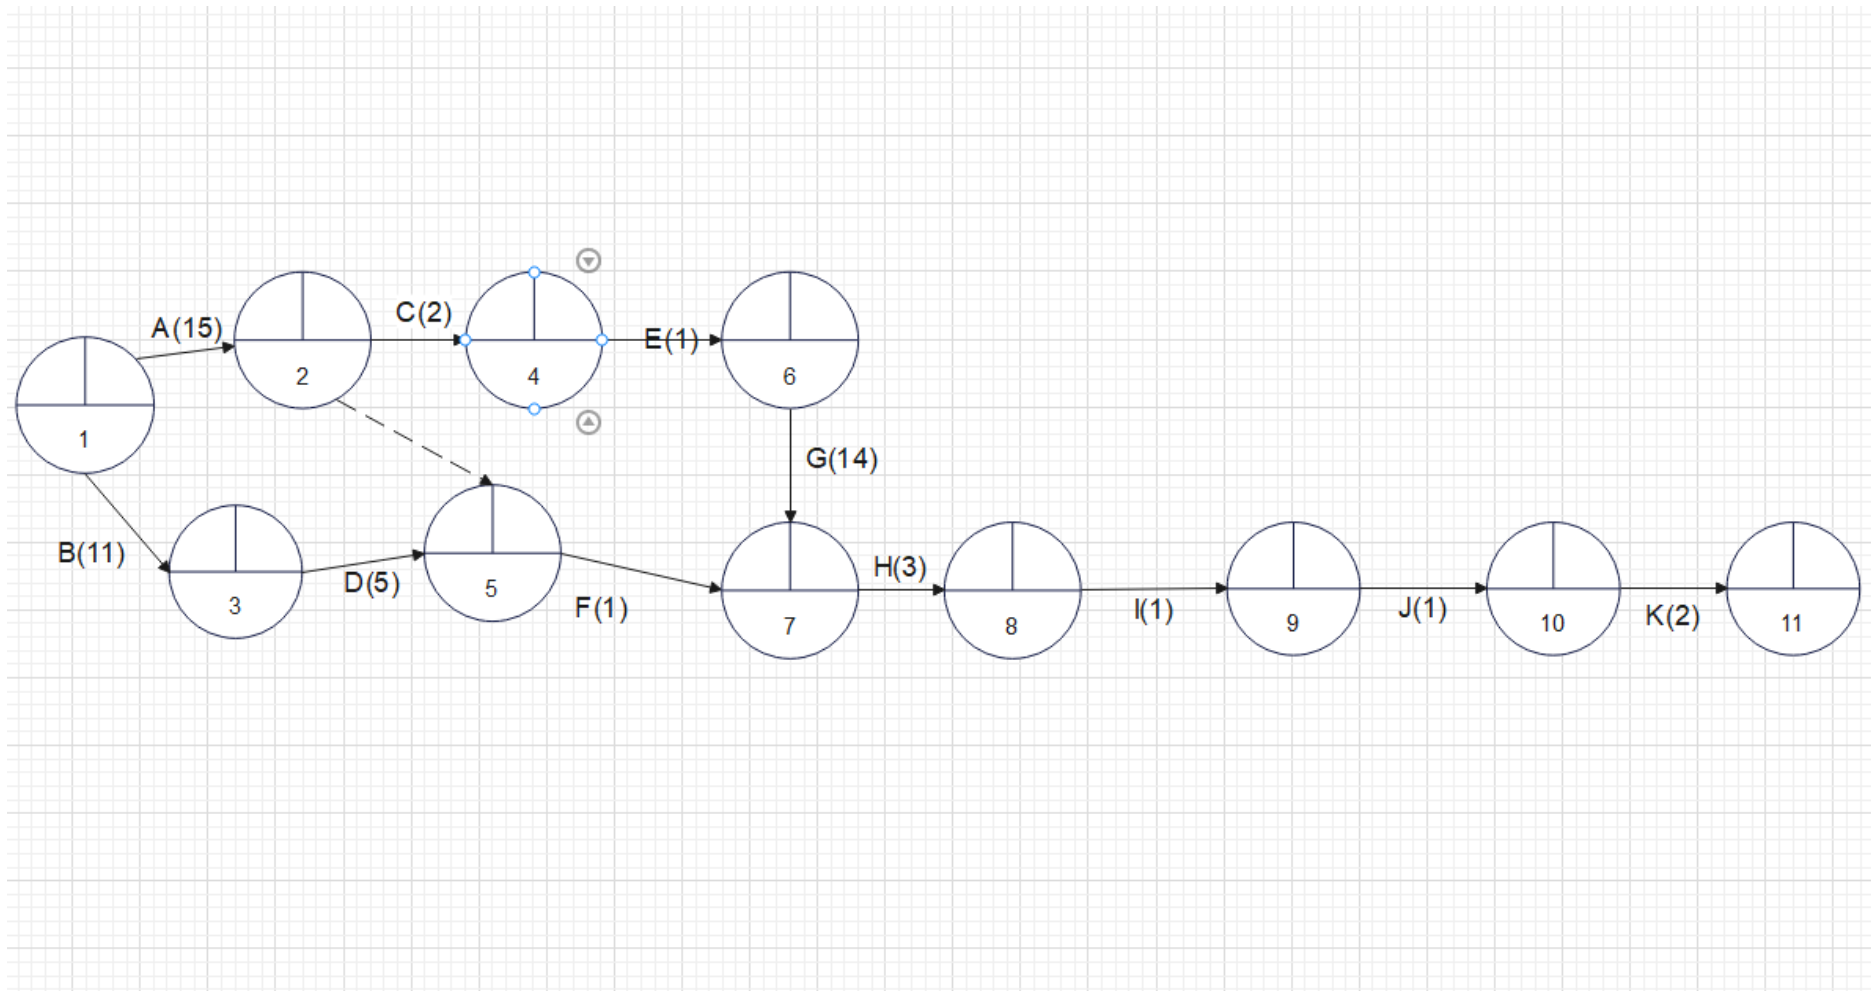 A(15)
C(2)
E(1)
2
4
6
1
G(14)
B(11)
D(5)
3
5
F(1)
H(3)
7
8
I(1)
9
J(1)
10
K(2)
11